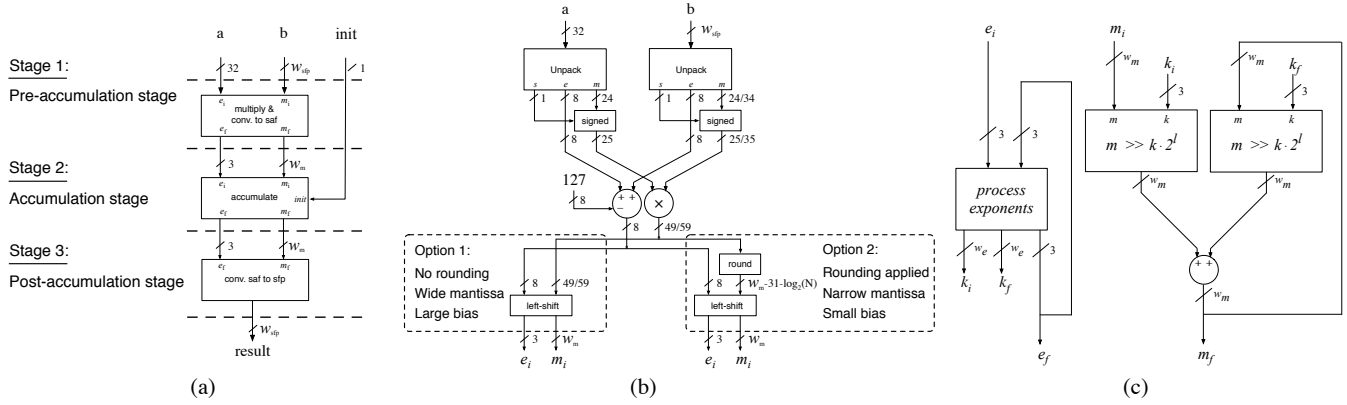 a b init
Stage 1:
32 w_sfp 1
Pre-accumulation stage
e_i m_i
multiply &
conv. to saf
e_f m_f
3 w_m
Stage 2:
Accumulation stage
e_i m_i
accumulate init
e_f m_f
3 w_m
Stage 3:
Post-accumulation stage
e_f m_f
conv. saf to sfp
w_sfp
result
(a)
a b
32 w_sfp
Unpack Unpack
s e m s e m
1 8 24 1 8 24/34
signed signed
8 25 8 25/35
127
8
+ + − ×
8 49/59
Option 1:
No rounding
Wide mantissa
Large bias
8 49/59
left-shift
3 w_m
e_i m_i
Option 2:
Rounding applied
Narrow mantissa
Small bias
round
8 w_m-31-log_2(N)
left-shift
3 w_m
e_i m_i
(b)
e_i m_i
w_m w_m
k_i k_f
3 3
m k m k
m >> k · 2^l m >> k · 2^l
3 3
w_m w_m
process
exponents
w_e w_e 3
k_i k_f
+ +
w_m
e_f m_f
(c)